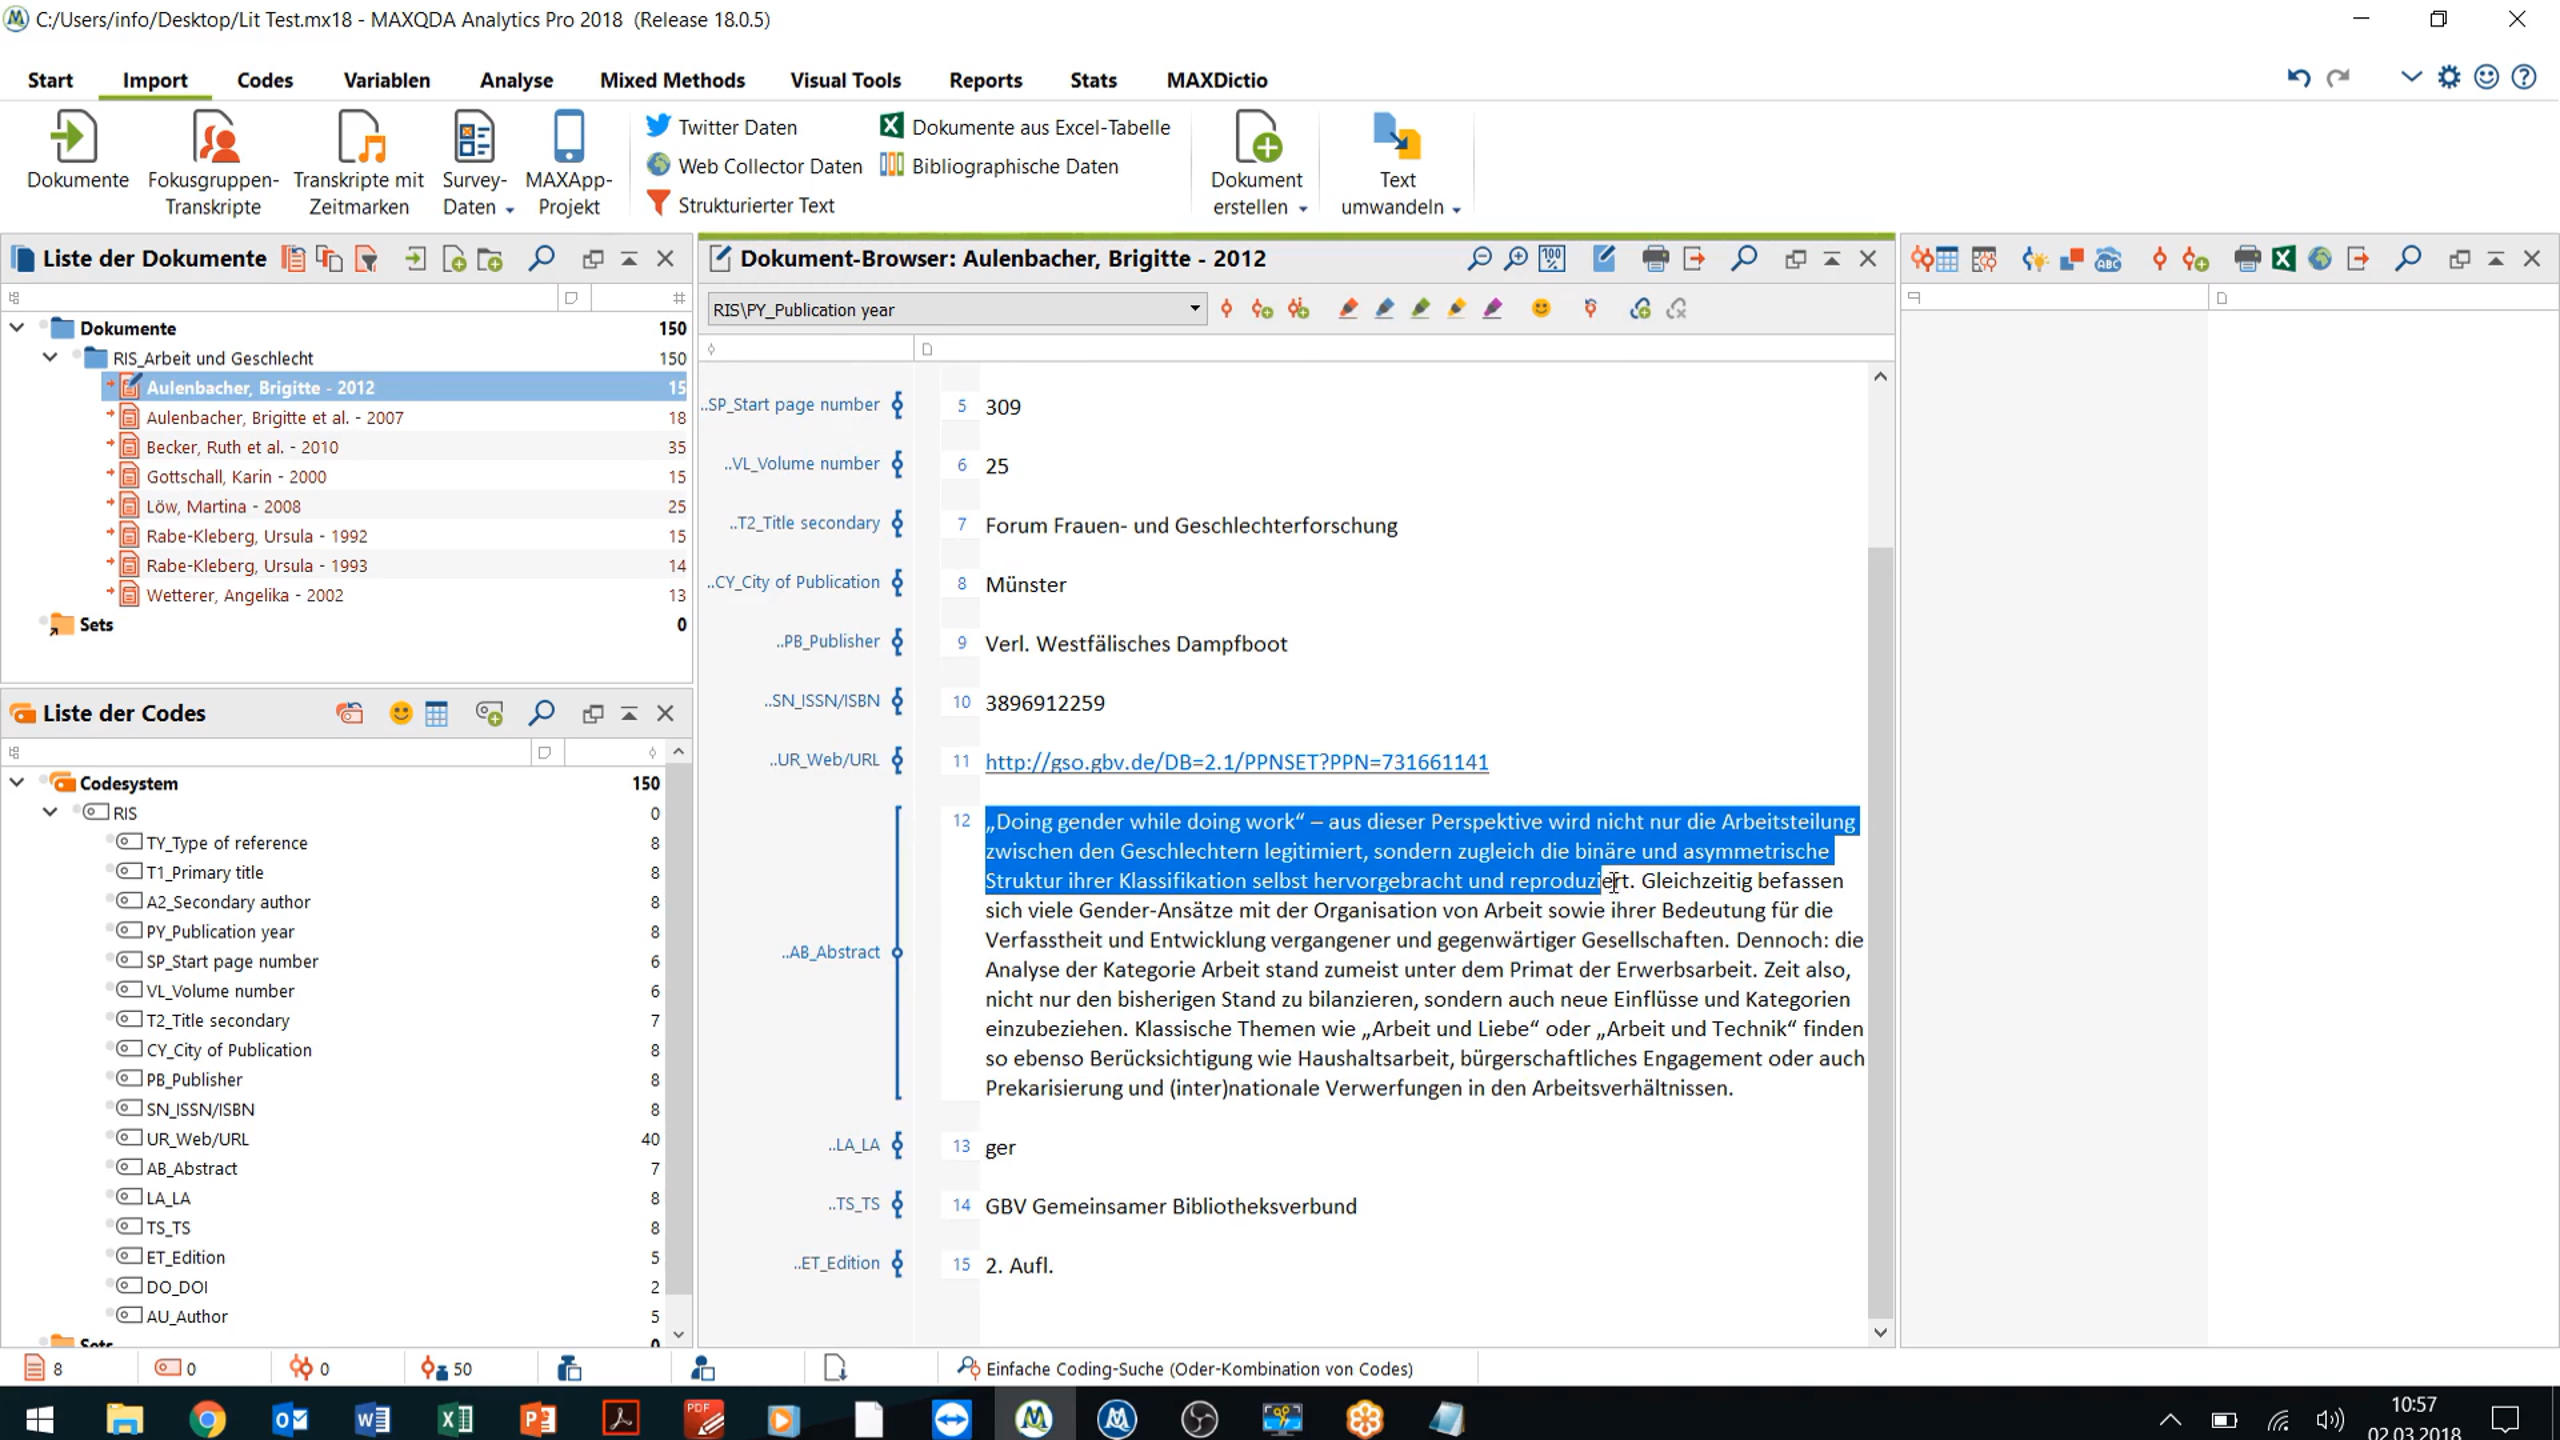 C:/Users/info/Desktop/Lit Test.mx18 - MAXQDA Analytics Pro 2018 (Release 18.0.5)
Start Import Codes Variablen Analyse Mixed Methods Visual Tools Reports Stats MAXDictio
Dokumente
Fokusgruppen-
Transkripte
Transkripte mit
Zeitmarken
Survey-
Daten
MAXApp-
Projekt
Twitter Daten
Web Collector Daten
Strukturierter Text
Dokumente aus Excel-Tabelle
Bibliographische Daten
Dokument
erstellen
Text
umwandeln
Liste der Dokumente
#
Dokumente 150
RIS_Arbeit und Geschlecht 150
Aulenbacher, Brigitte - 2012 15
Aulenbacher, Brigitte et al. - 2007 18
Becker, Ruth et al. - 2010 35
Gottschall, Karin - 2000 15
Löw, Martina - 2008 25
Rabe-Kleberg, Ursula - 1992 15
Rabe-Kleberg, Ursula - 1993 14
Wetterer, Angelika - 2002 13
Sets 0
Liste der Codes
Codesystem 150
RIS 0
TY_Type of reference 8
T1_Primary title 8
A2_Secondary author 8
PY_Publication year 8
SP_Start page number 6
VL_Volume number 6
T2_Title secondary 7
CY_City of Publication 8
PB_Publisher 8
SN_ISSN/ISBN 8
UR_Web/URL 40
AB_Abstract 7
LA_LA 8
TS_TS 8
ET_Edition 5
DO_DOI 2
AU_Author 5
Sets 0
Dokument-Browser: Aulenbacher, Brigitte - 2012
100
%
RIS\PY_Publication year
..SP_Start page number 5 309
..VL_Volume number 6 25
..T2_Title secondary 7 Forum Frauen- und Geschlechterforschung
..CY_City of Publication 8 Münster
..PB_Publisher 9 Verl. Westfälisches Dampfboot
..SN_ISSN/ISBN 10 3896912259
..UR_Web/URL 11 http://gso.gbv.de/DB=2.1/PPNSET?PPN=731661141
12 „Doing gender while doing work“ – aus dieser Perspektive wird nicht nur die Arbeitsteilung
zwischen den Geschlechtern legitimiert, sondern zugleich die binäre und asymmetrische
Struktur ihrer Klassifikation selbst hervorgebracht und reproduziert. Gleichzeitig befassen
sich viele Gender-Ansätze mit der Organisation von Arbeit sowie ihrer Bedeutung für die
Verfasstheit und Entwicklung vergangener und gegenwärtiger Gesellschaften. Dennoch: die
..AB_Abstract
Analyse der Kategorie Arbeit stand zumeist unter dem Primat der Erwerbsarbeit. Zeit also,
nicht nur den bisherigen Stand zu bilanzieren, sondern auch neue Einflüsse und Kategorien
einzubeziehen. Klassische Themen wie „Arbeit und Liebe“ oder „Arbeit und Technik“ finden
so ebenso Berücksichtigung wie Haushaltsarbeit, bürgerschaftliches Engagement oder auch
Prekarisierung und (inter)nationale Verwerfungen in den Arbeitsverhältnissen.
..LA_LA 13 ger
..TS_TS 14 GBV Gemeinsamer Bibliotheksverbund
..ET_Edition 15 2. Aufl.
ABC
8 0 0 50 Einfache Coding-Suche (Oder-Kombination von Codes)
PDF
10:57
02.03.2018